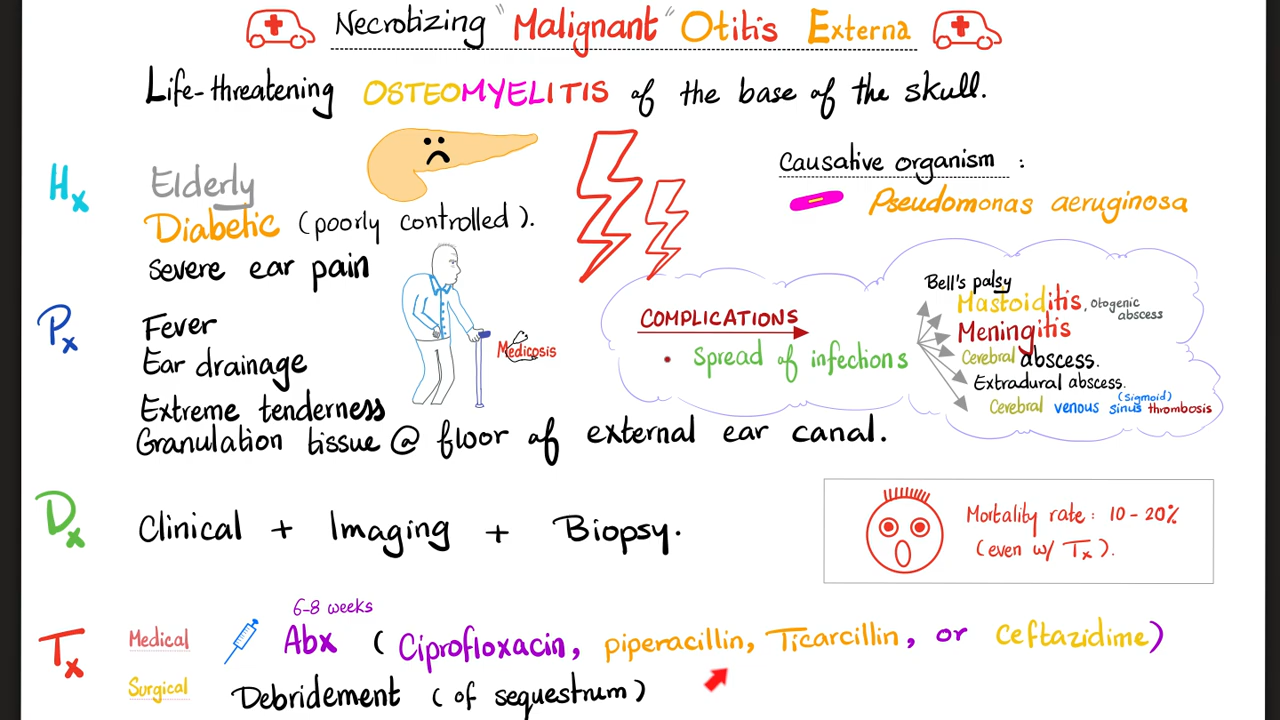 Necrotizing "Malignant" Otitis Externa
Life-threatening OSTEOMYELITIS of the base of the skull.
Hx
Elderly
Diabetic (poorly controlled).
severe ear pain
Causative organism :
Pseudomonas aeruginosa
Px
Fever
Ear drainage
Extreme tenderness
Granulation tissue @ floor of external ear canal.
Medicosis
COMPLICATIONS
• Spread of infections
Bell's palsy
Mastoiditis, Otogenic abscess
Meningitis
Cerebral abscess.
Extradural abscess.
Cerebral venous (Sigmoid) sinus thrombosis
Dx
Clinical + Imaging + Biopsy.
Mortality rate: 10-20%
(even w/ Tx).
Tx
6-8 weeks
Medical Abx (Ciprofloxacin, piperacillin, Ticarcillin, or Ceftazidime)
Surgical Debridement (of sequestrum)